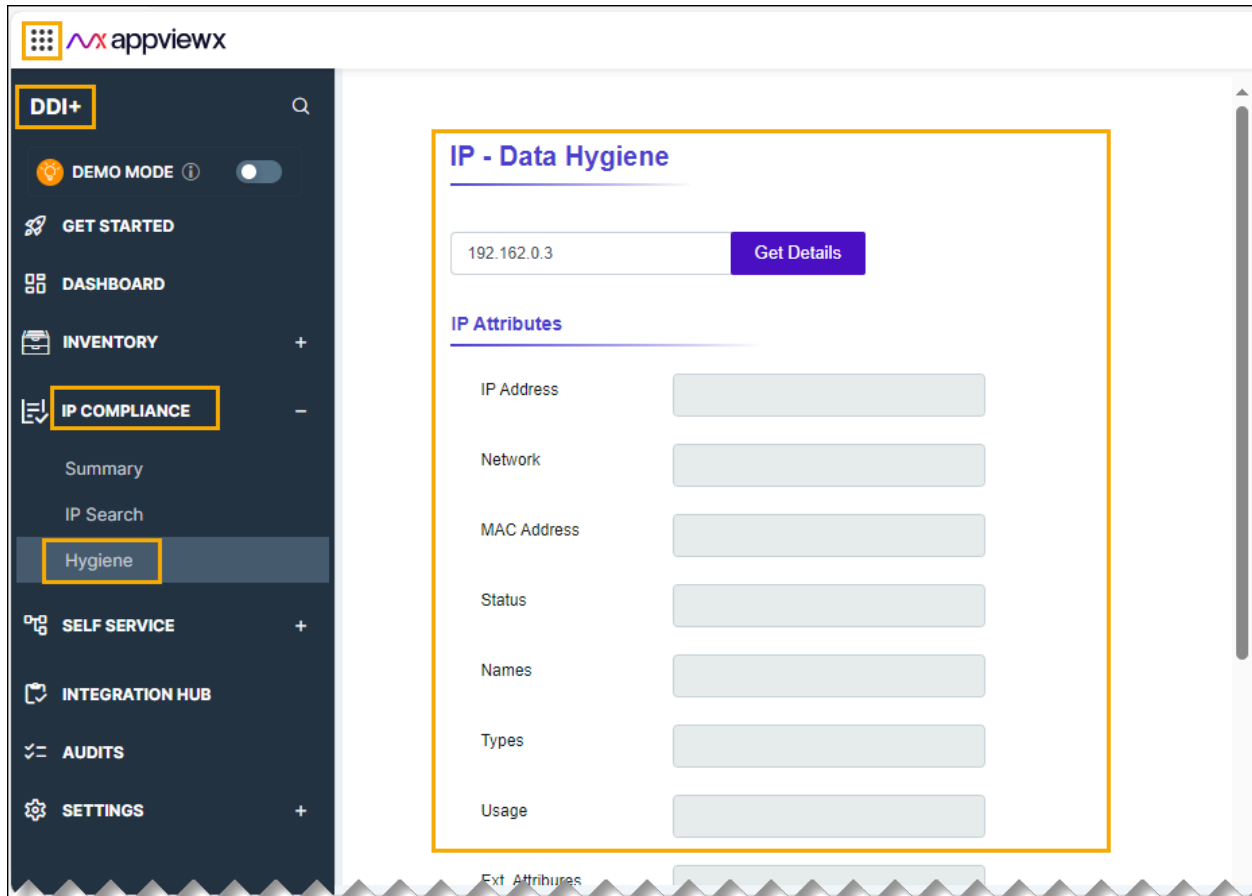 appviewx
DDI+
DEMO MODE
GET STARTED
DASHBOARD
INVENTORY +
IP COMPLIANCE -
Summary
IP Search
Hygiene
SELF SERVICE +
INTEGRATION HUB
AUDITS
SETTINGS +
IP - Data Hygiene
192.162.0.3 Get Details
IP Attributes
IP Address
Network
MAC Address
Status
Names
Types
Usage
Ext. Attribures